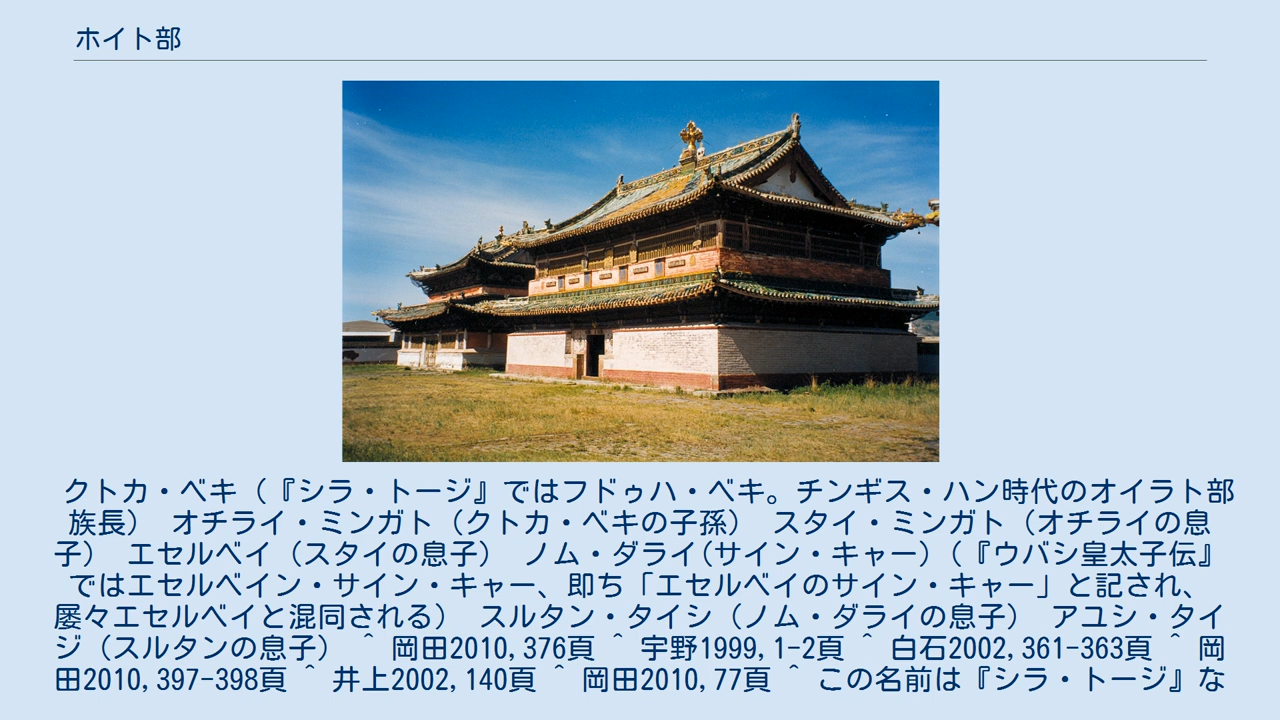 ホイト部
クトカ・ベキ（『シラ・トージ』ではフドゥハ・ベキ。チンギス・ハン時代のオイラト部
族長） オチライ・ミンガト（クトカ・ベキの子孫） スタイ・ミンガト（オチライの息
子） エセルベイ（スタイの息子） ノム・ダライ(サイン・キャー)（『ウバシ皇太子伝』
ではエセルベイン・サイン・キャー、即ち「エセルベイのサイン・キャー」と記され、
屡々エセルベイと混同される） スルタン・タイシ（ノム・ダライの息子） アユシ・タイ
ジ（スルタンの息子） ^ 岡田2010,376頁 ^ 宇野1999,1-2頁 ^ 白石2002,361-363頁 ^ 岡
田2010,397-398頁 ^ 井上2002,140頁 ^ 岡田2010,77頁 ^ この名前は『シラ・トージ』な